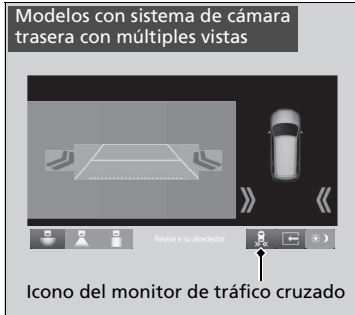 Modelos con sistema de cámara
trasera con múltiples vistas
Revise a su alrededor
Icono del monitor de tráfico cruzado